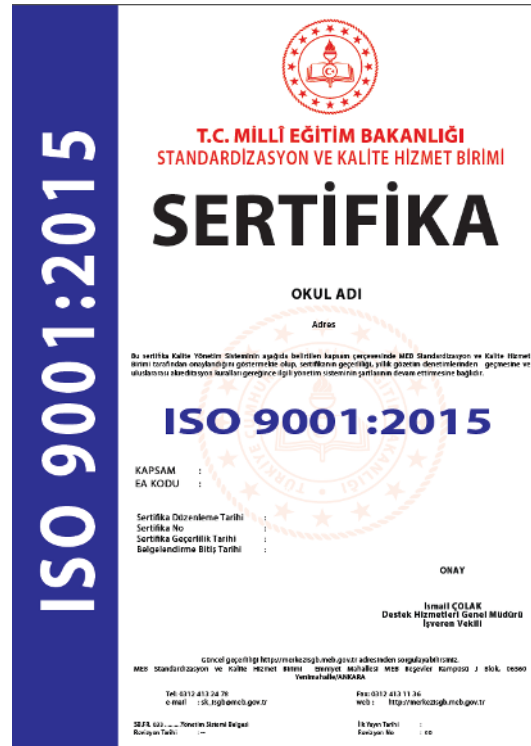 T.C. MİLLÎ EĞİTİM BAKANLIĞI
STANDARDİZASYON VE KALİTE HİZMET BİRİMİ
SERTİFİKA
ISO 9001:2015
OKUL ADI
Adres
Bu sertifika Kalite Yönetim Sisteminin aşağıda belirtilen kapsam çerçevesinde MEB Standardizasyon ve Kalite Hizmet
Birimi tarafından onaylandığını göstermekte olup, sertifikanın geçerliliği, yıllık gözetim denetimlerinden geçmesine ve
uluslararası akreditasyon kuralları gereğince ilgili yönetim sisteminin şartlarının devam ettirmesine bağlıdır.
ISO 9001:2015
KAPSAM :
EA KODU :
Sertifika Düzenleme Tarihi :
Sertifika No :
Sertifika Geçerlilik Tarihi :
Belgelendirme Bitiş Tarihi :
ONAY
İsmail ÇOLAK
Destek Hizmetleri Genel Müdürü
İşveren Vekili
Güncel geçerliliği http://merkezisgb.meb.gov.tr adresinden sorgulayabilirsiniz.
MEB Standardizasyon ve Kalite Hizmet Birimi Emniyet Mahallesi MEB Beşevler Kampüsü J Blok, 06560
Yenimahalle/ANKARA
Tel: 0312 413 24 78 Fax: 0312 413 11 36
e-mail : sk_isgb@meb.gov.tr web : http://merkezisgb.meb.gov.tr
Yönetim Sistemi Belgesi İlk Yayın Tarihi :
Revizyon Tarihi : -- Revizyon No : 00